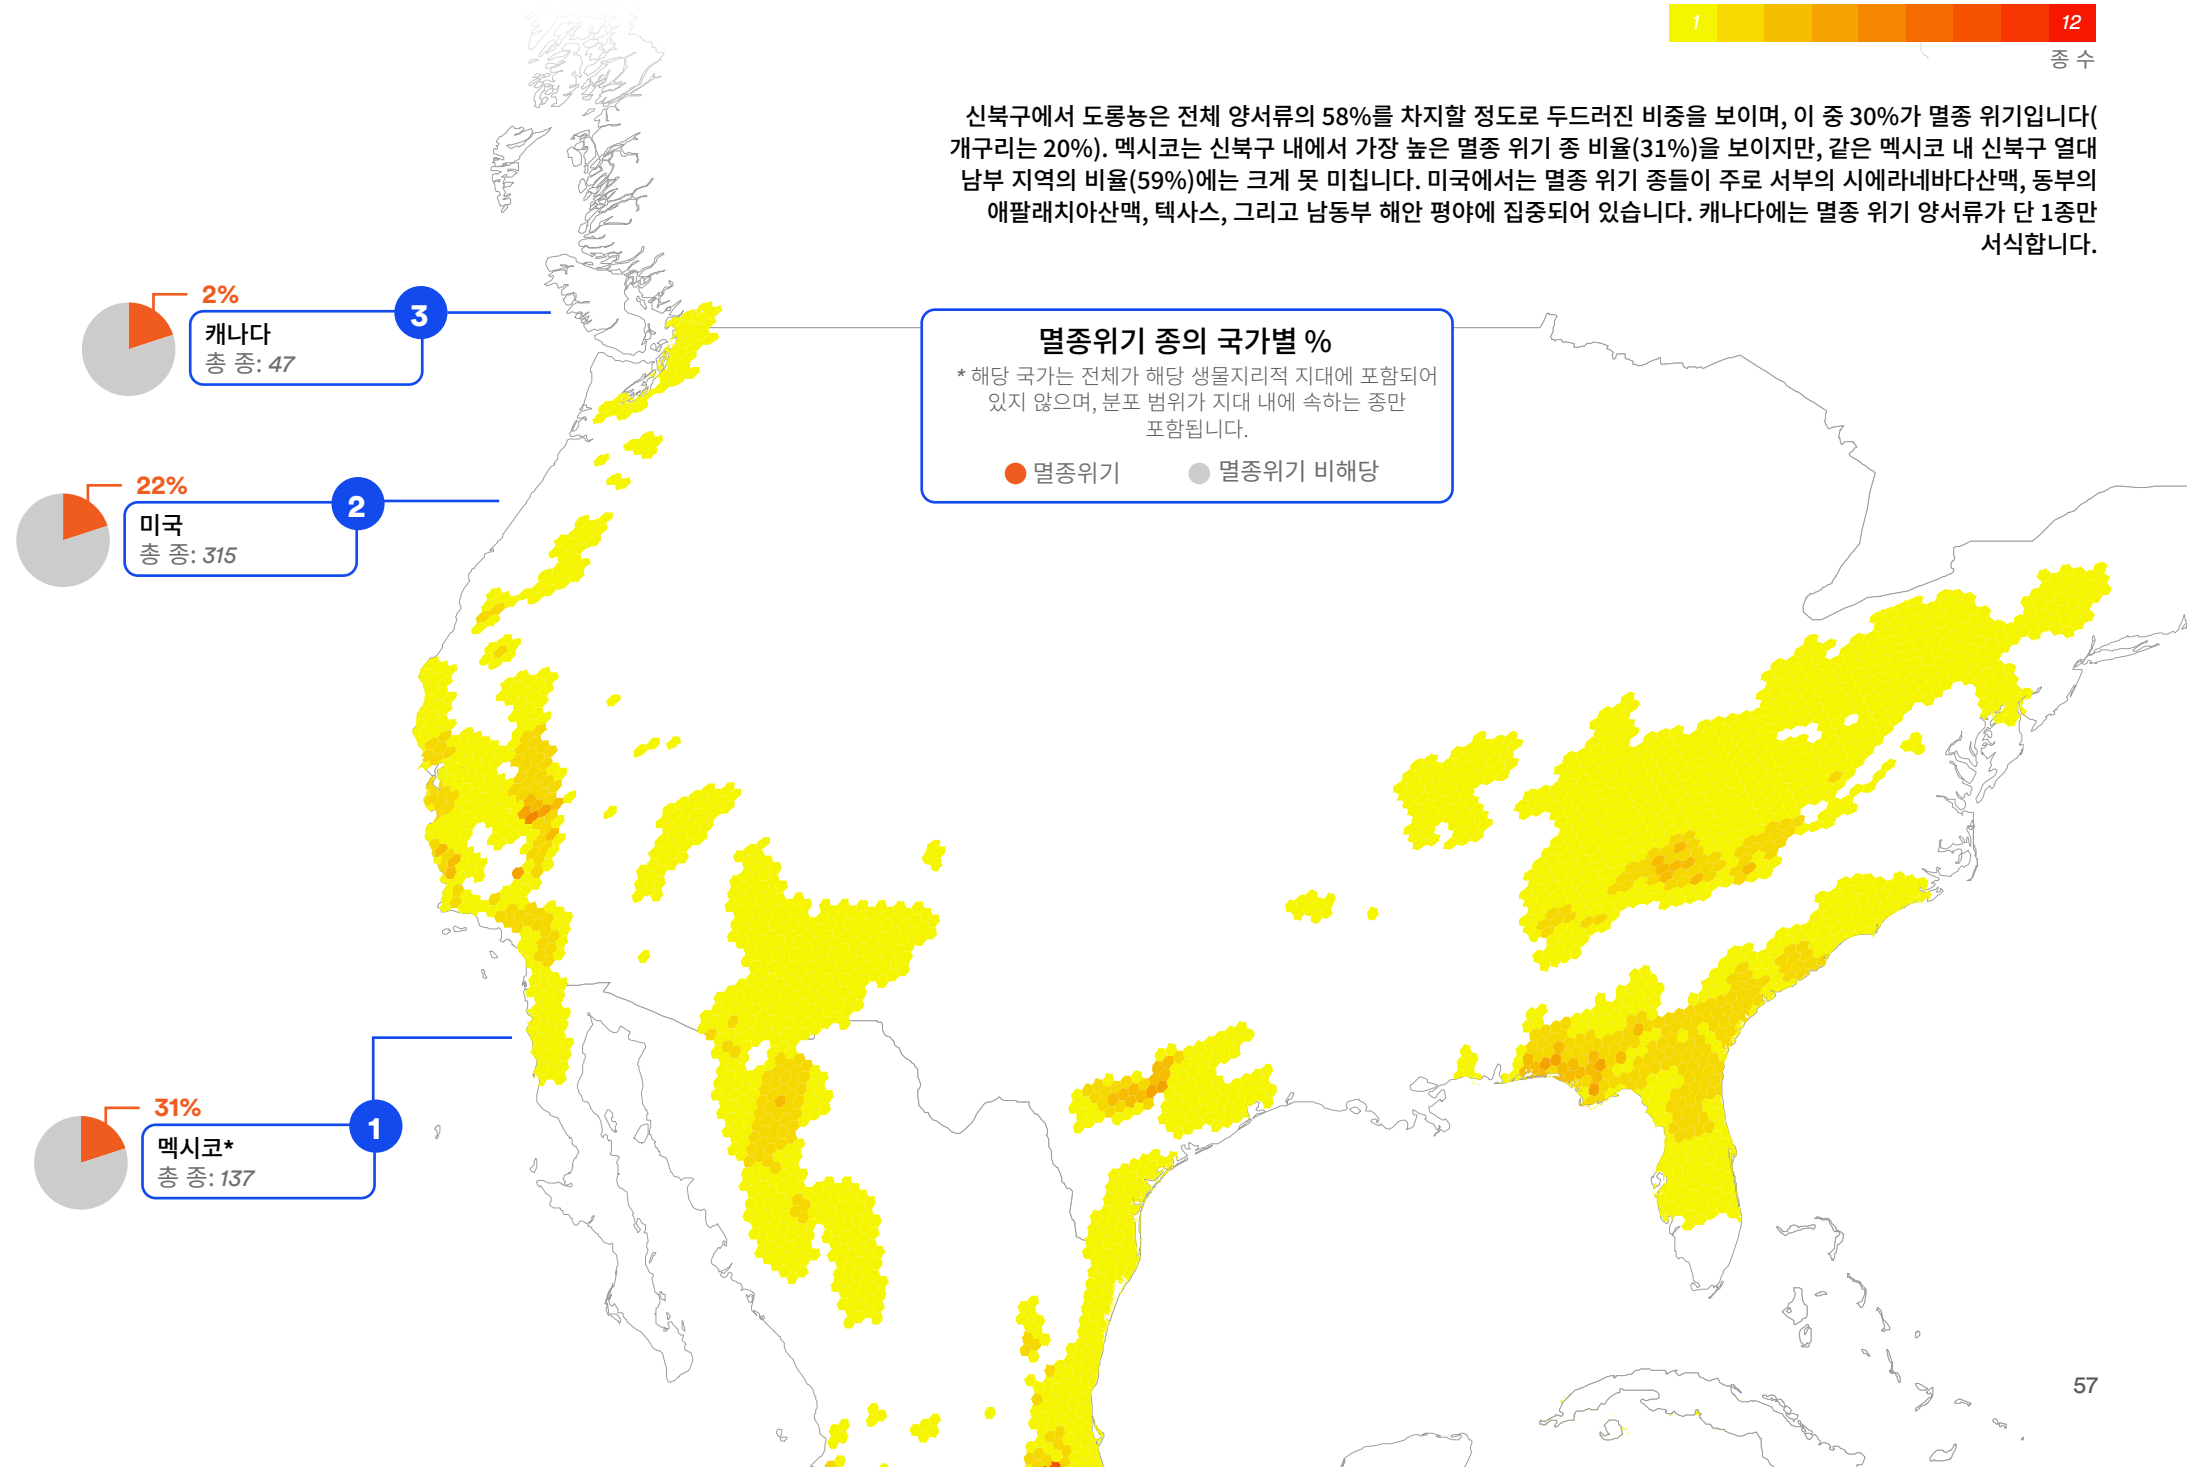 1
12
종 수
신북구에서 도롱뇽은 전체 양서류의 58%를 차지할 정도로 두드러진 비중을 보이며, 이 중 30%가 멸종 위기입니다(
개구리는 20%). 멕시코는 신북구 내에서 가장 높은 멸종 위기 종 비율(31%)을 보이지만, 같은 멕시코 내 신북구 열대
남부 지역의 비율(59%)에는 크게 못 미칩니다. 미국에서는 멸종 위기 종들이 주로 서부의 시에라네바다산맥, 동부의
애팔래치아산맥, 텍사스, 그리고 남동부 해안 평야에 집중되어 있습니다. 캐나다에는 멸종 위기 양서류가 단 1종만
서식합니다.
2%
캐나다
총 종: 47
3
멸종위기 종의 국가별 %
* 해당 국가는 전체가 해당 생물지리적 지대에 포함되어
있지 않으며, 분포 범위가 지대 내에 속하는 종만
포함됩니다.
멸종위기
멸종위기 비해당
22%
미국
총 종: 315
2
31%
멕시코*
총 종: 137
1
57